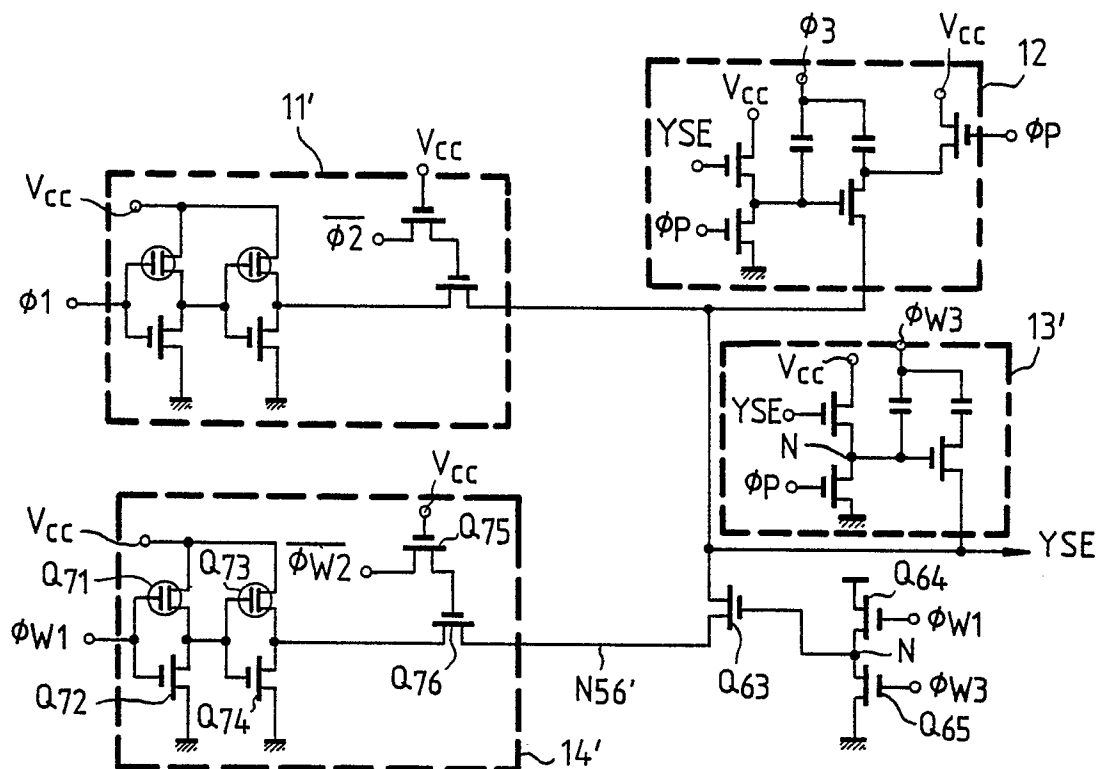 φ3
Vcc
12
Vcc
YSE
φP
φP
11'
Vcc
Vcc
φ2
φ1
φW3
13'
Vcc
YSE
N
φP
YSE
Vcc
Vcc
Q75
φW2
Q71
Q73
φW1
Q72
Q74
Q76
N56'
14'
Q63
Q64
φW1
N
φW3
Q65